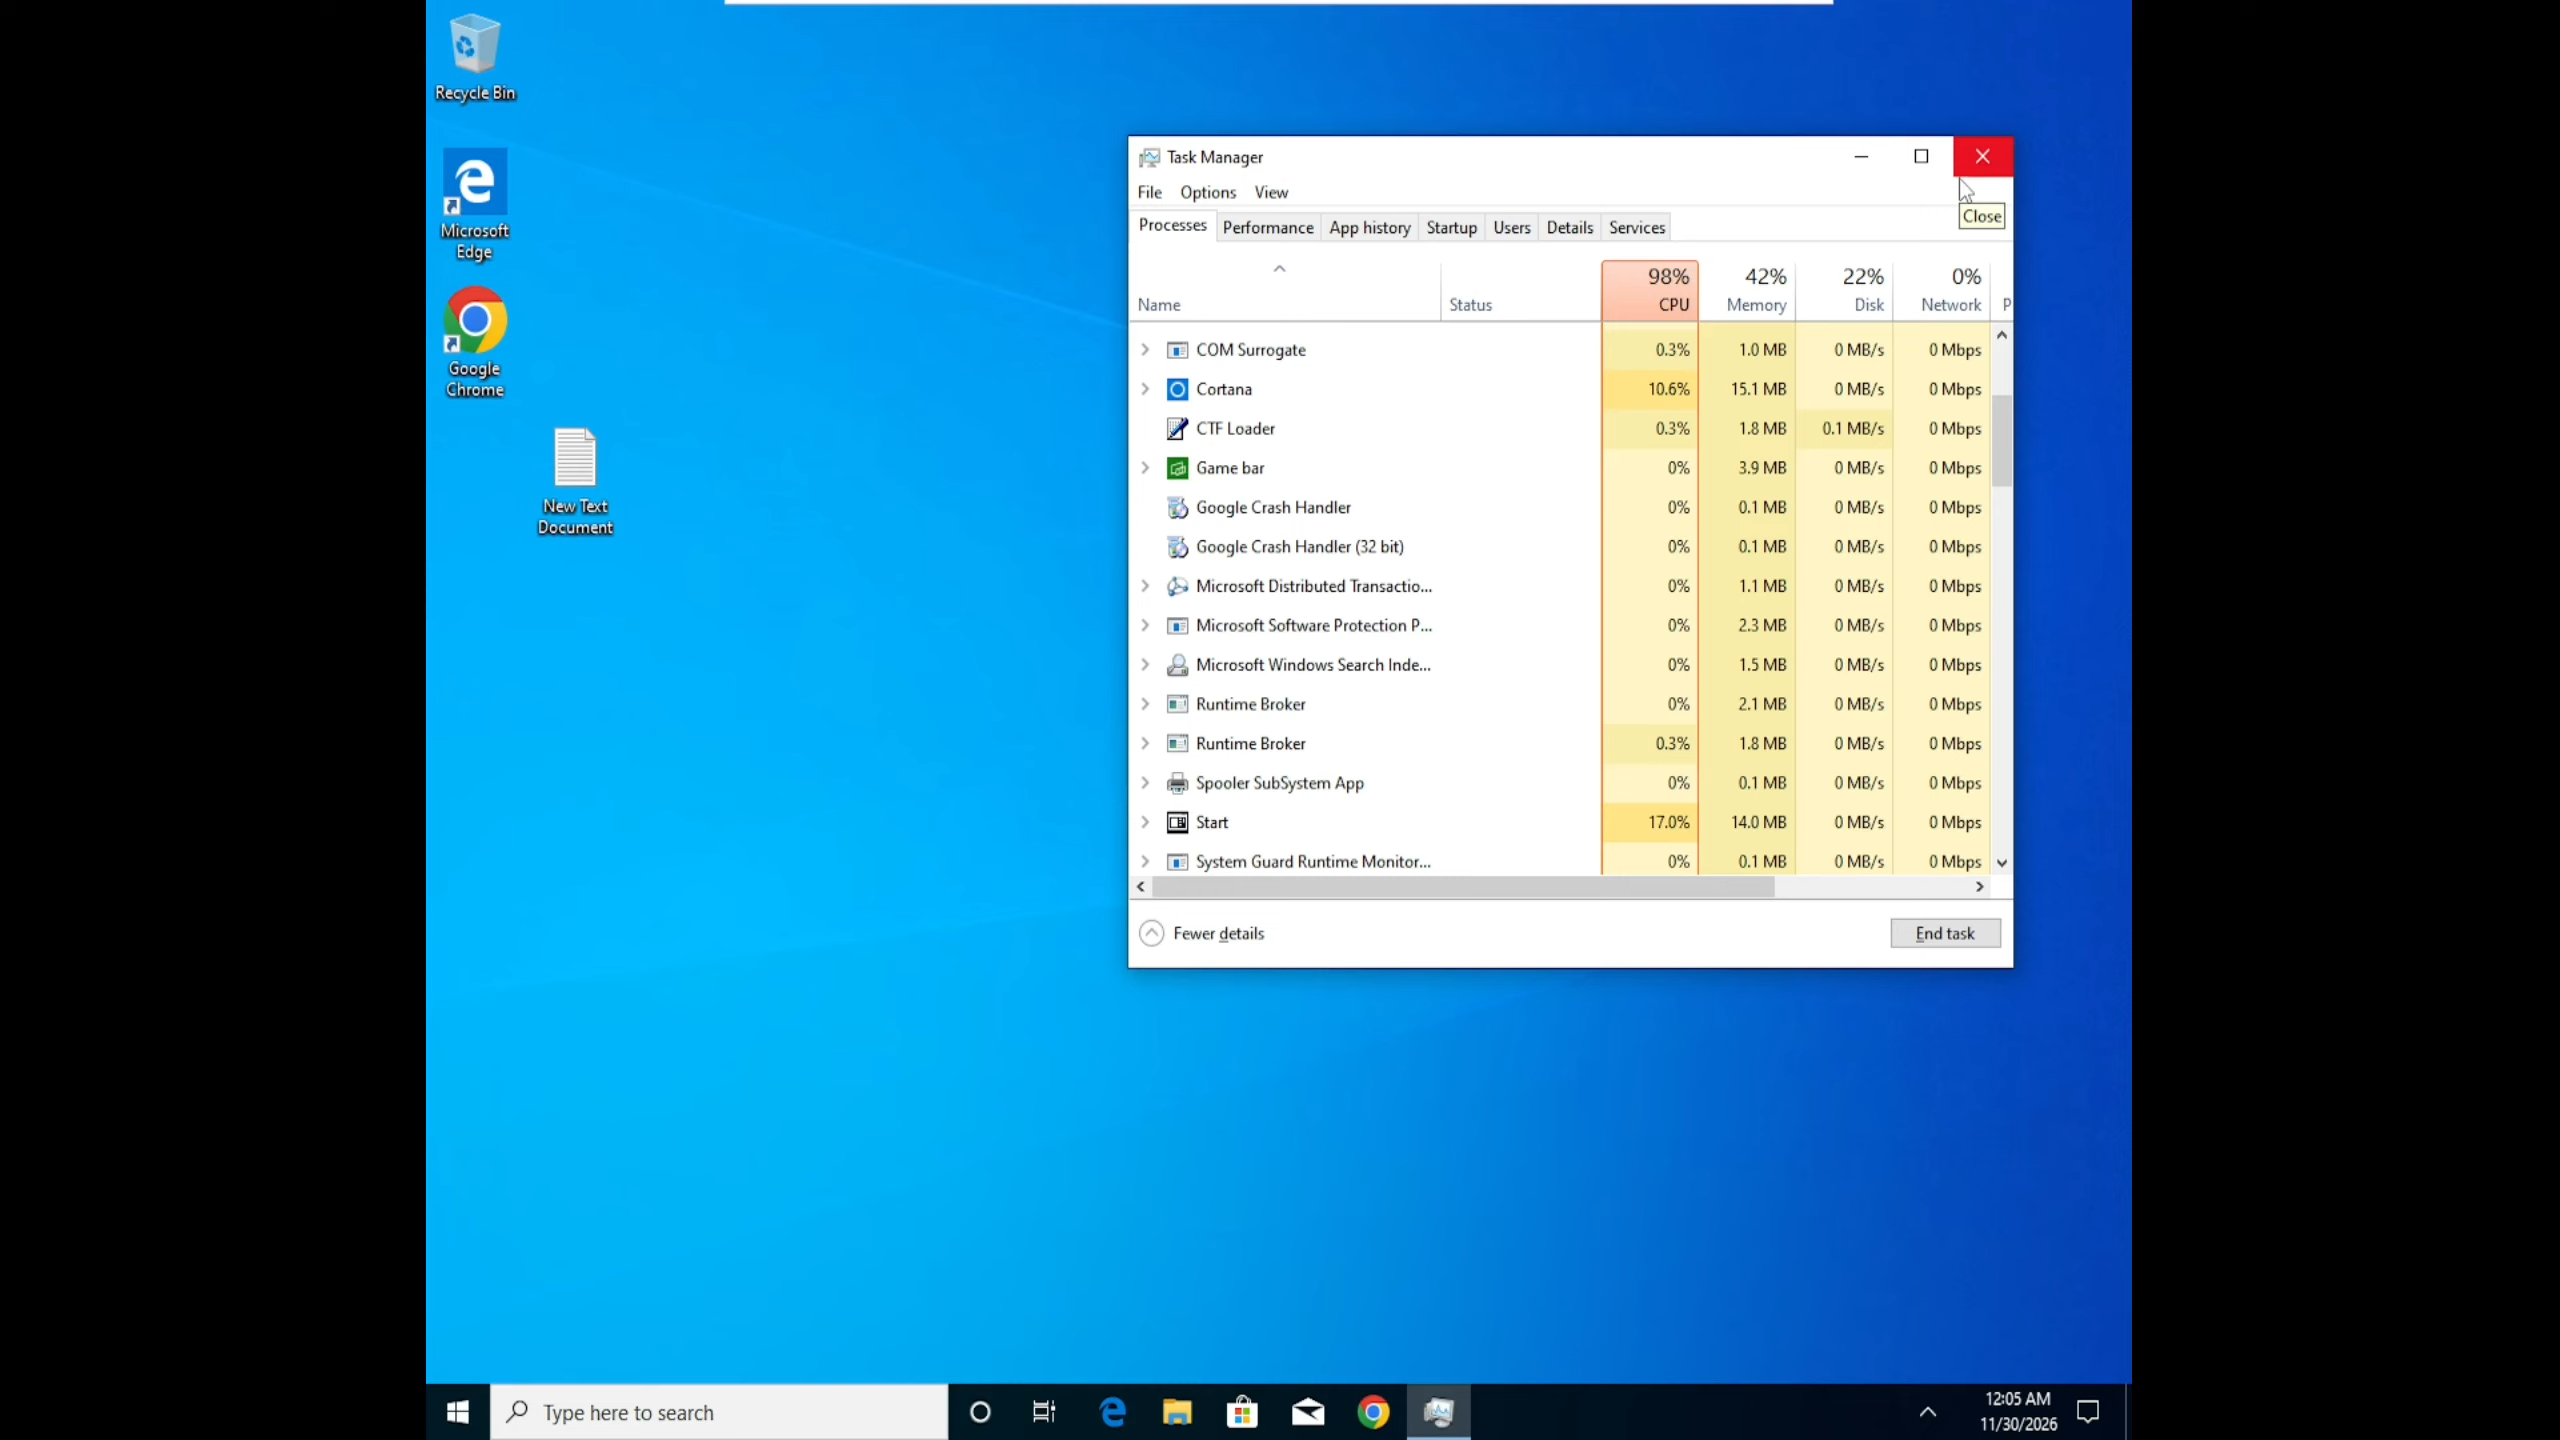 Recycle Bin
Microsoft
Edge
Google
Chrome
New Text
Document
Task Manager
File Options View
Close
Processes Performance App history Startup Users Details Services
98% 42% 22% 0%
Name Status CPU Memory Disk Network P
COM Surrogate 0.3% 1.0 MB 0 MB/s 0 Mbps
Cortana 10.6% 15.1 MB 0 MB/s 0 Mbps
CTF Loader 0.3% 1.8 MB 0.1 MB/s 0 Mbps
Game bar 0% 3.9 MB 0 MB/s 0 Mbps
Google Crash Handler 0% 0.1 MB 0 MB/s 0 Mbps
Google Crash Handler (32 bit) 0% 0.1 MB 0 MB/s 0 Mbps
Microsoft Distributed Transactio... 0% 1.1 MB 0 MB/s 0 Mbps
Microsoft Software Protection P... 0% 2.3 MB 0 MB/s 0 Mbps
Microsoft Windows Search Inde... 0% 1.5 MB 0 MB/s 0 Mbps
Runtime Broker 0% 2.1 MB 0 MB/s 0 Mbps
Runtime Broker 0.3% 1.8 MB 0 MB/s 0 Mbps
Spooler SubSystem App 0% 0.1 MB 0 MB/s 0 Mbps
Start 17.0% 14.0 MB 0 MB/s 0 Mbps
System Guard Runtime Monitor... 0% 0.1 MB 0 MB/s 0 Mbps
Fewer details End task
Type here to search
12:05 AM
11/30/2026